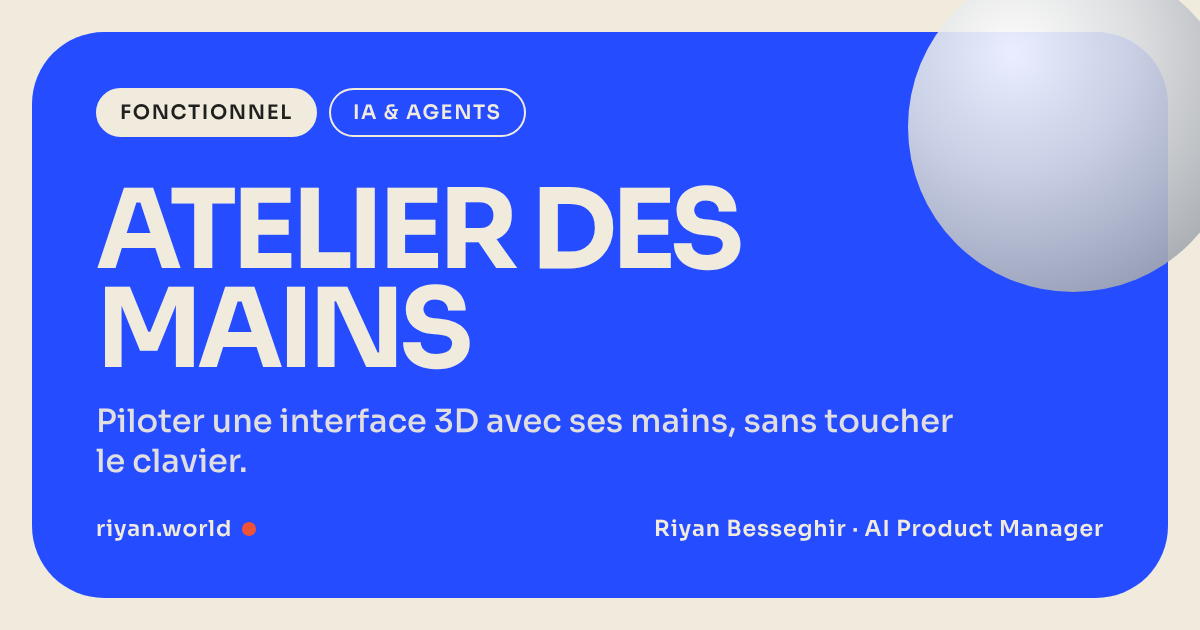 FONCTIONNEL
IA & AGENTS
ATELIER DES
MAINS
Piloter une interface 3D avec ses mains, sans toucher
le clavier.
riyan.world
Riyan Besseghir · AI Product Manager